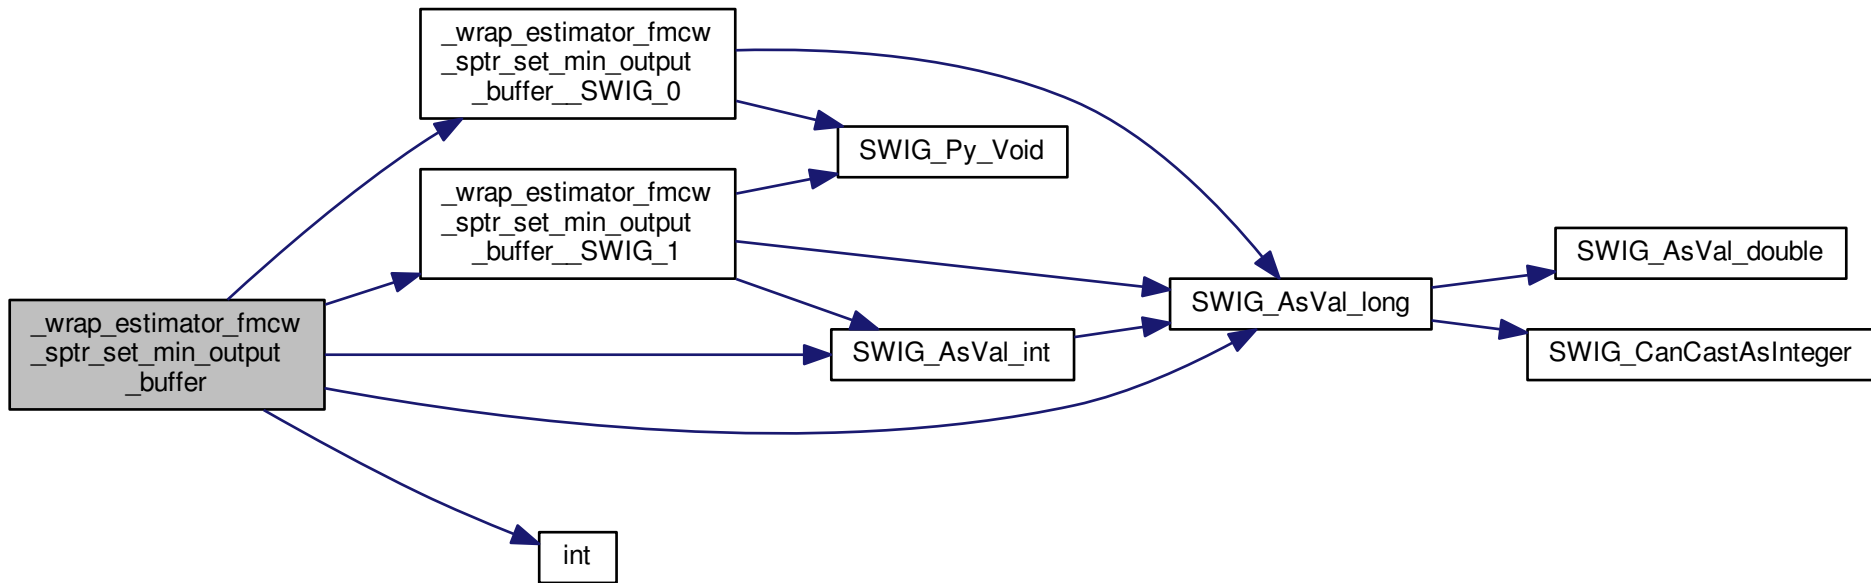 _wrap_estimator_fmcw
_sptr_set_min_output
_buffer
_wrap_estimator_fmcw
_sptr_set_min_output
_buffer__SWIG_0
_wrap_estimator_fmcw
_sptr_set_min_output
_buffer__SWIG_1
SWIG_Py_Void
SWIG_AsVal_int
int
SWIG_AsVal_long
SWIG_AsVal_double
SWIG_CanCastAsInteger